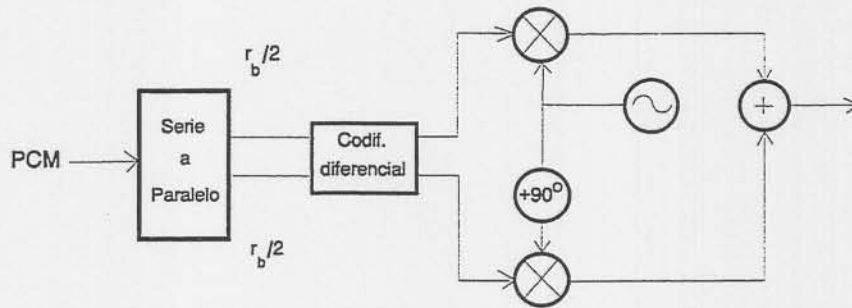 r_b/2
PCM
Serie
a
Paralelo
Codif.
diferencial
+
+90°
r_b/2